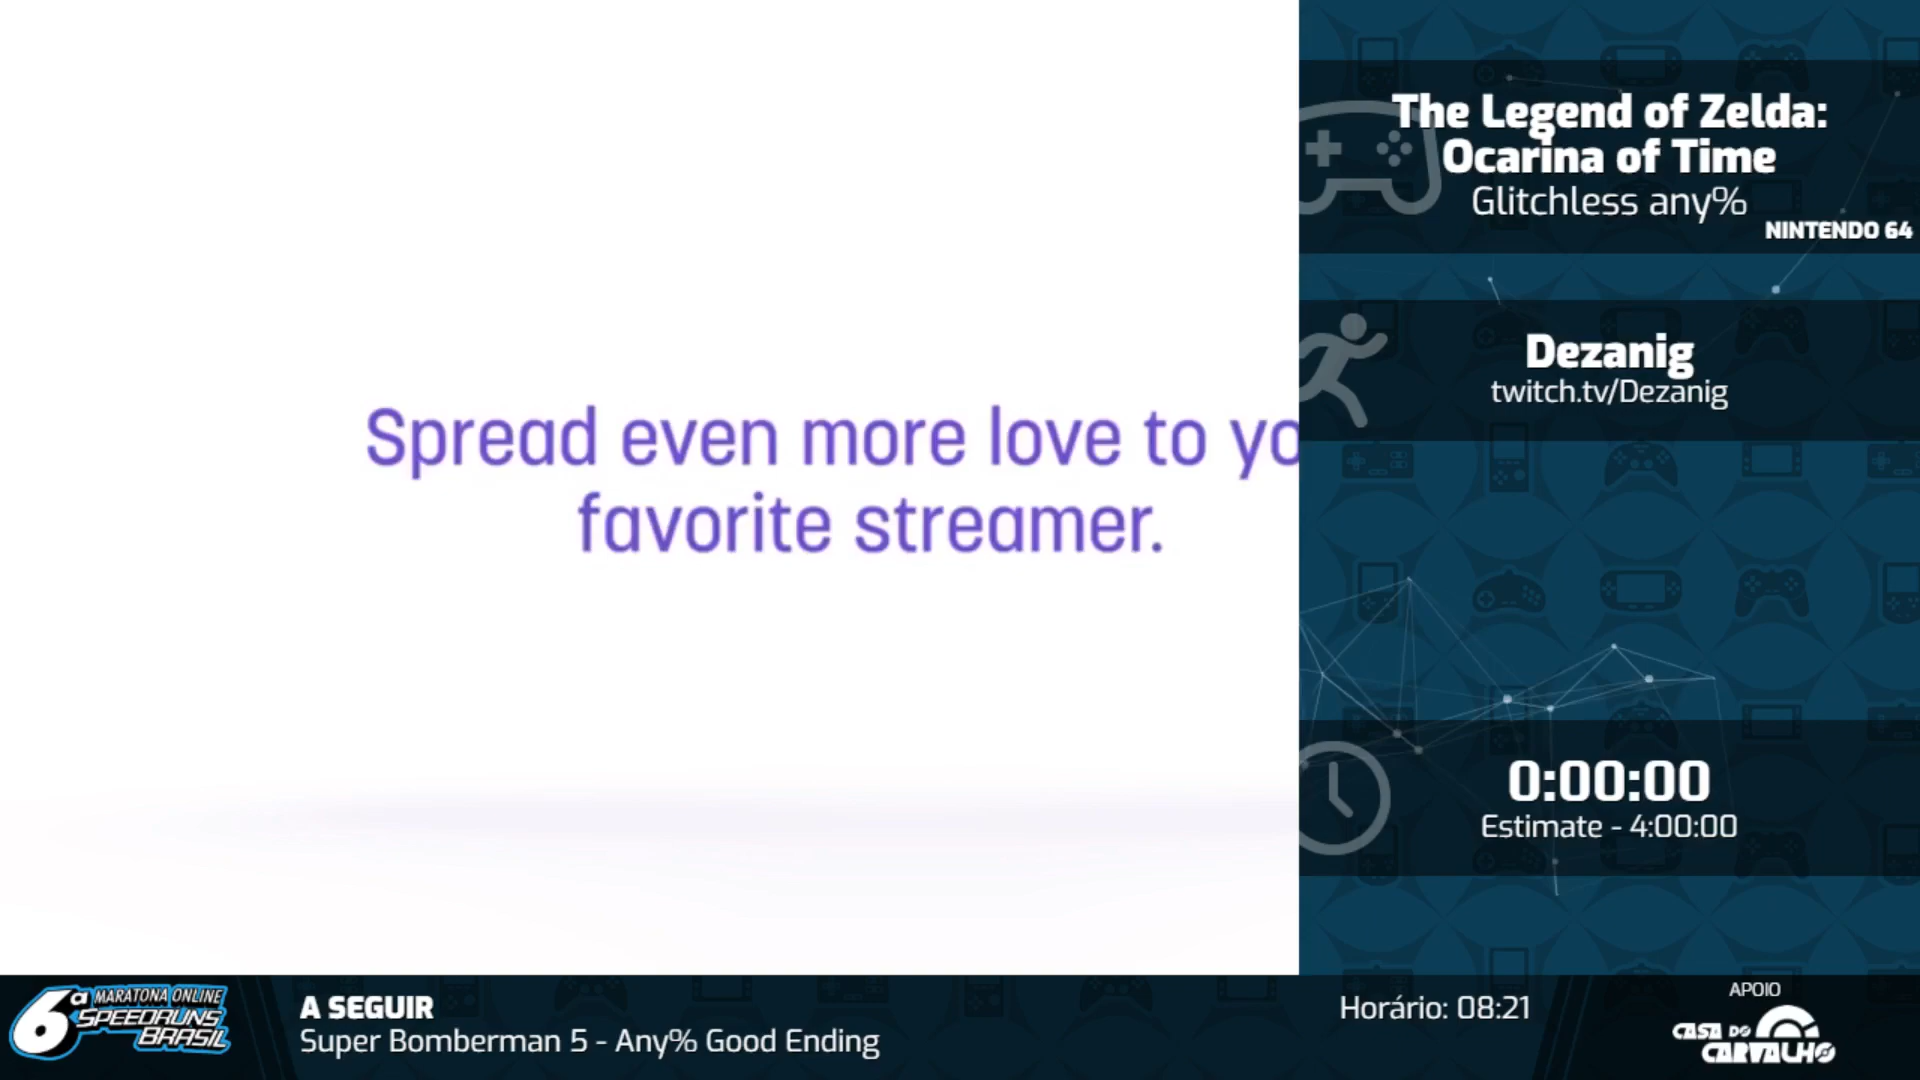 Spread even more love to yo
favorite streamer.
The Legend of Zelda:
Ocarina of Time
Glitchless any%
NINTENDO 64
Dezanig
twitch.tv/Dezanig
0:00:00
Estimate - 4:00:00
6ª MARATONA ONLINE
SPEEDRUNS
BRASIL
A SEGUIR
Super Bomberman 5 - Any% Good Ending
Horário: 08:21
APOIO
CASA DO
CARVALHO